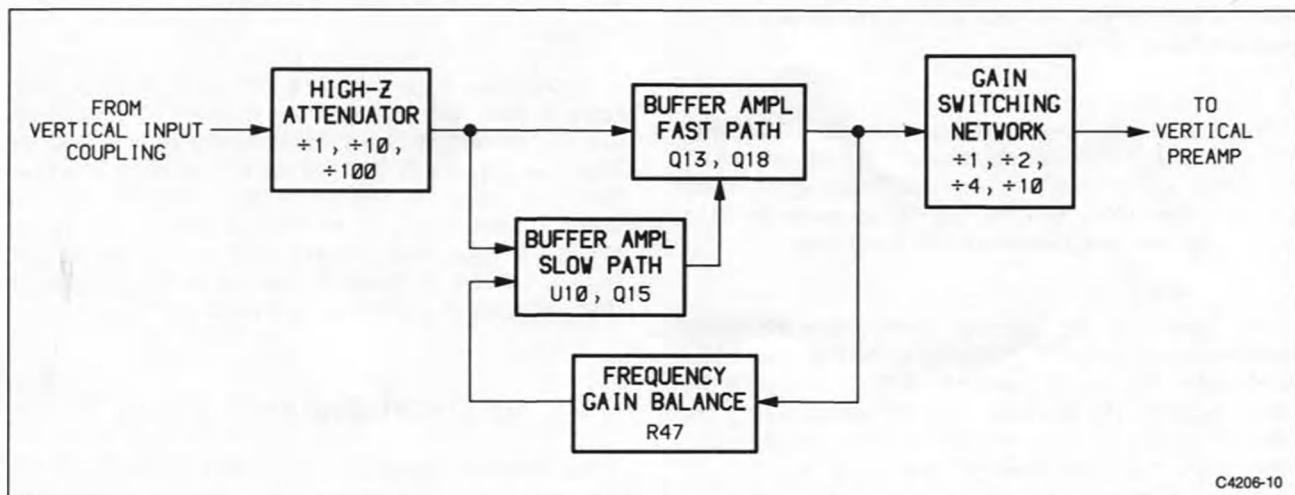 FROM
VERTICAL INPUT
COUPLING
HIGH-Z
ATTENUATOR
÷1, ÷10,
÷100
BUFFER AMPL
FAST PATH
Q13, Q18
GAIN
SWITCHING
NETWORK
÷1, ÷2,
÷4, ÷10
TO
VERTICAL
PREAMP
BUFFER AMPL
SLOW PATH
U10, Q15
FREQUENCY
GAIN BALANCE
R47
C4206-10